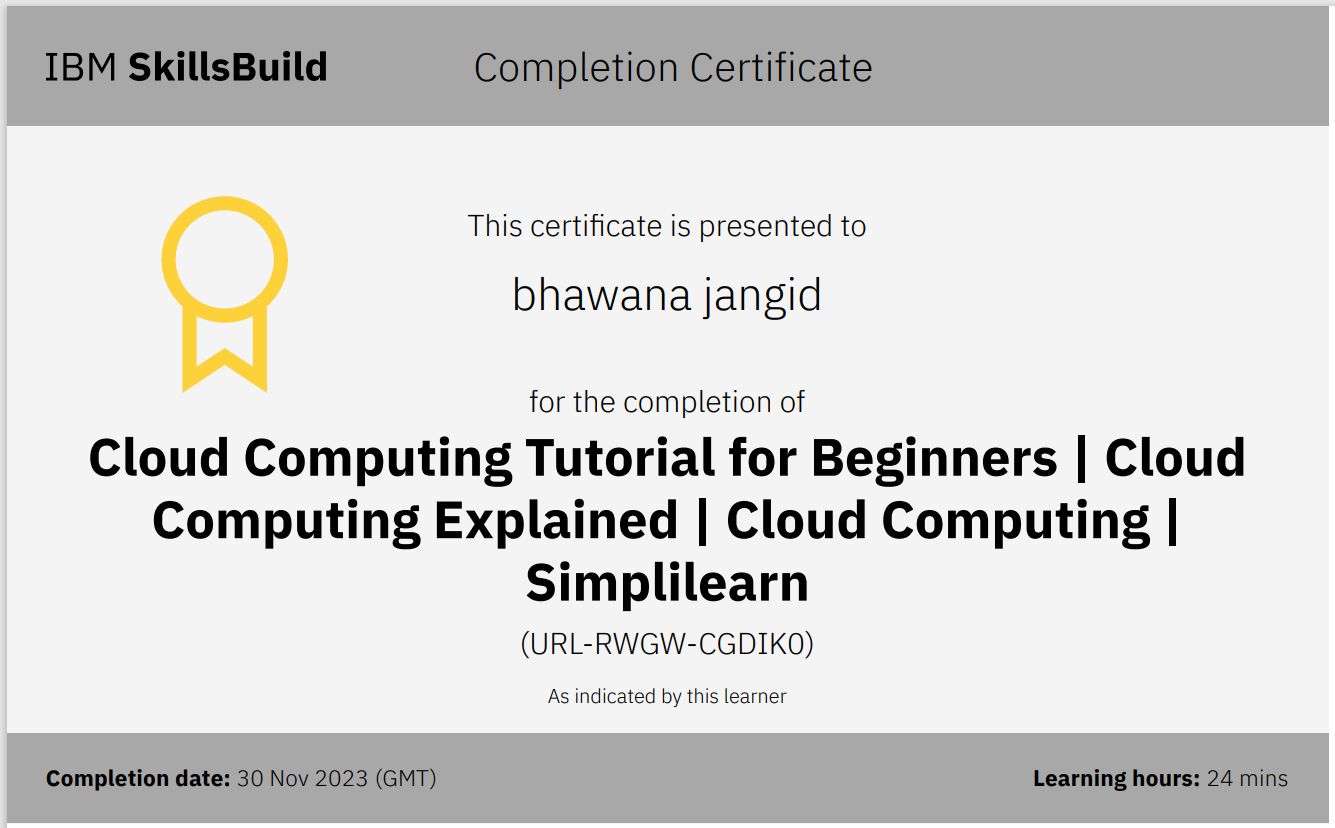 IBM SkillsBuild
Completion Certificate
This certificate is presented to
bhawana jangid
for the completion of
Cloud Computing Tutorial for Beginners | Cloud
Computing Explained | Cloud Computing |
Simplilearn
(URL-RWGW-CGDIK0)
As indicated by this learner
Completion date: 30 Nov 2023 (GMT)
Learning hours: 24 mins